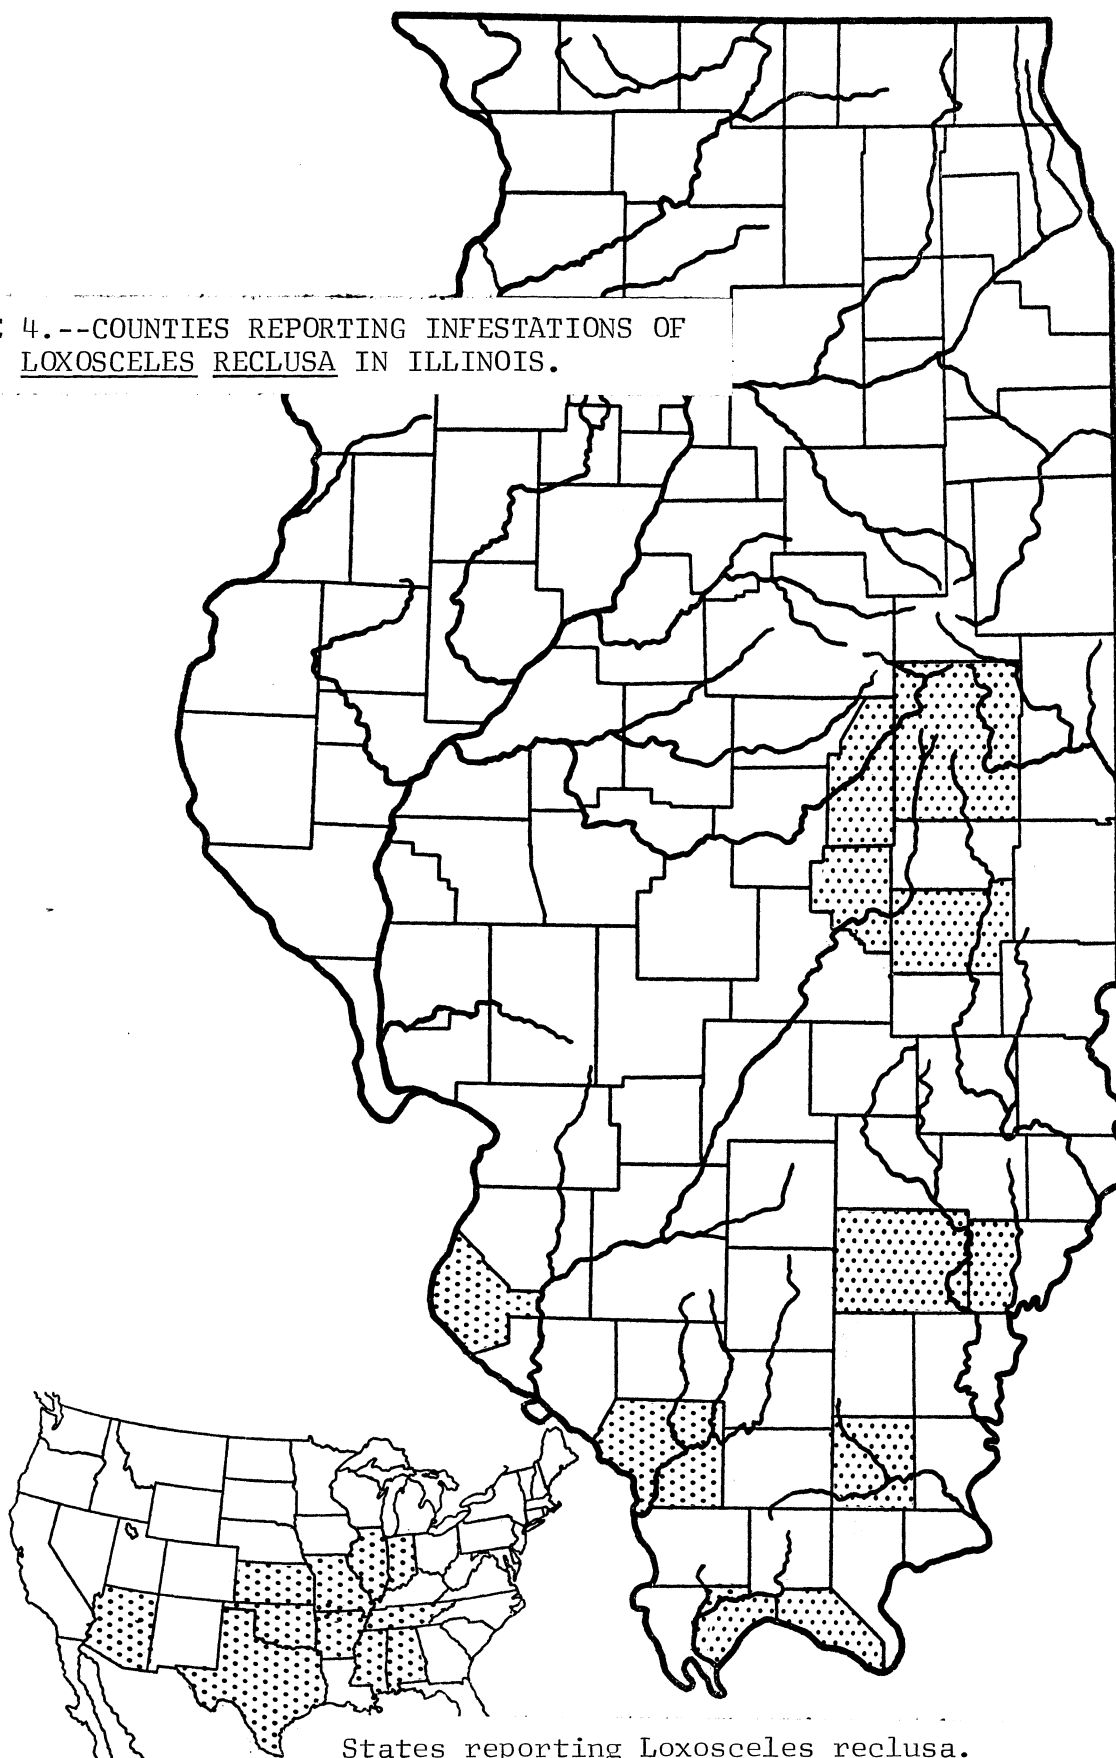 4.--COUNTIES REPORTING INFESTATIONS OF
LOXOSCELES RECLUSA IN ILLINOIS.
States reporting Loxosceles reclusa.